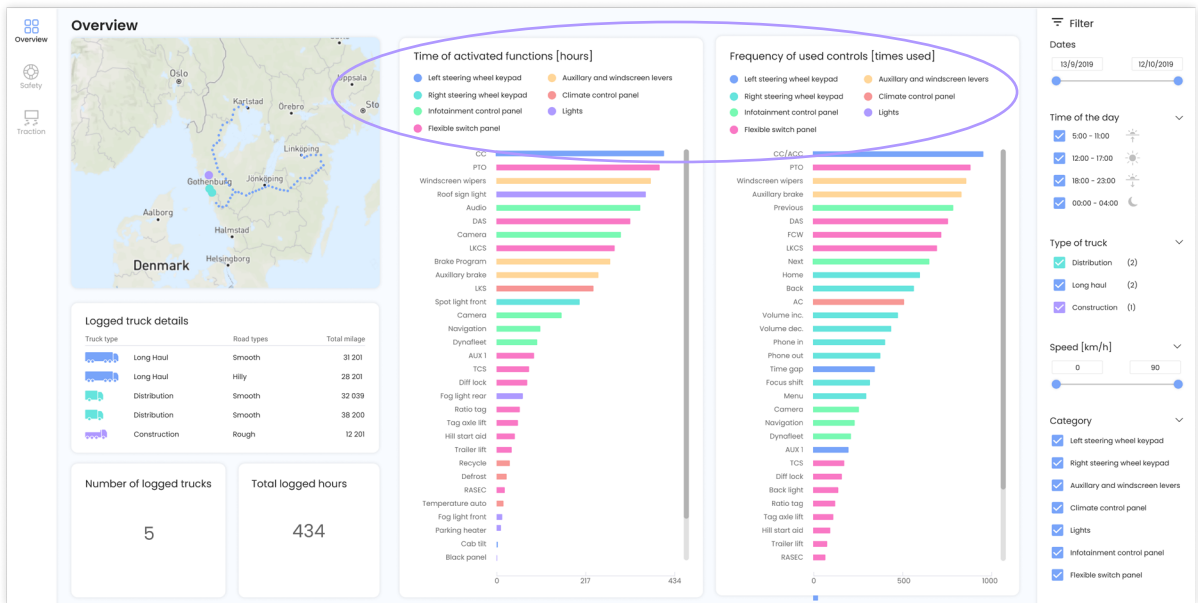 Overview
Safety
Traction
Overview
Oslo
Uppsala
Karlstad
Örebro
Sto
Linköping
Gothenburg
Jönköping
Aalborg
Halmstad
Helsingborg
Denmark
Logged truck details
Truck type Road types Total milage
Long Haul Smooth 31 201
Long Haul Hilly 28 201
Distribution Smooth 32 039
Distribution Smooth 38 200
Construction Rough 12 201
Number of logged trucks
5
Total logged hours
434
Time of activated functions [hours]
Left steering wheel keypad Auxillary and windscreen levers
Right steering wheel keypad Climate control panel
Infotainment control panel Lights
Flexible switch panel
CC
PTO
Windscreen wipers
Roof sign light
Audio
DAS
Camera
LKCS
Brake Program
Auxillary brake
LKS
Spot light front
Camera
Navigation
Dynafleet
AUX 1
TCS
Diff lock
Fog light rear
Ratio tag
Tag axle lift
Hill start aid
Trailer lift
Recycle
Defrost
RASEC
Temperature auto
Fog light front
Parking heater
Cab tilt
Black panel
0 217 434
Frequency of used controls [times used]
Left steering wheel keypad Auxillary and windscreen levers
Right steering wheel keypad Climate control panel
Infotainment control panel Lights
Flexible switch panel
CC/ACC
PTO
Windscreen wipers
Auxillary brake
Previous
DAS
FCW
LKCS
Next
Home
Back
AC
Volume inc.
Volume dec.
Phone in
Phone out
Time gap
Focus shift
Menu
Camera
Navigation
Dynafleet
AUX 1
TCS
Diff lock
Back light
Ratio tag
Tag axle lift
Hill start aid
Trailer lift
RASEC
0 500 1000
Filter
Dates
13/9/2019 12/10/2019
Time of the day
5:00 - 11:00
12:00 - 17:00
18:00 - 23:00
00:00 - 04:00
Type of truck
Distribution (2)
Long haul (2)
Construction (1)
Speed [km/h]
0 90
Category
Left steering wheel keypad
Right steering wheel keypad
Auxillary and windscreen levers
Climate control panel
Lights
Infotainment control panel
Flexible switch panel